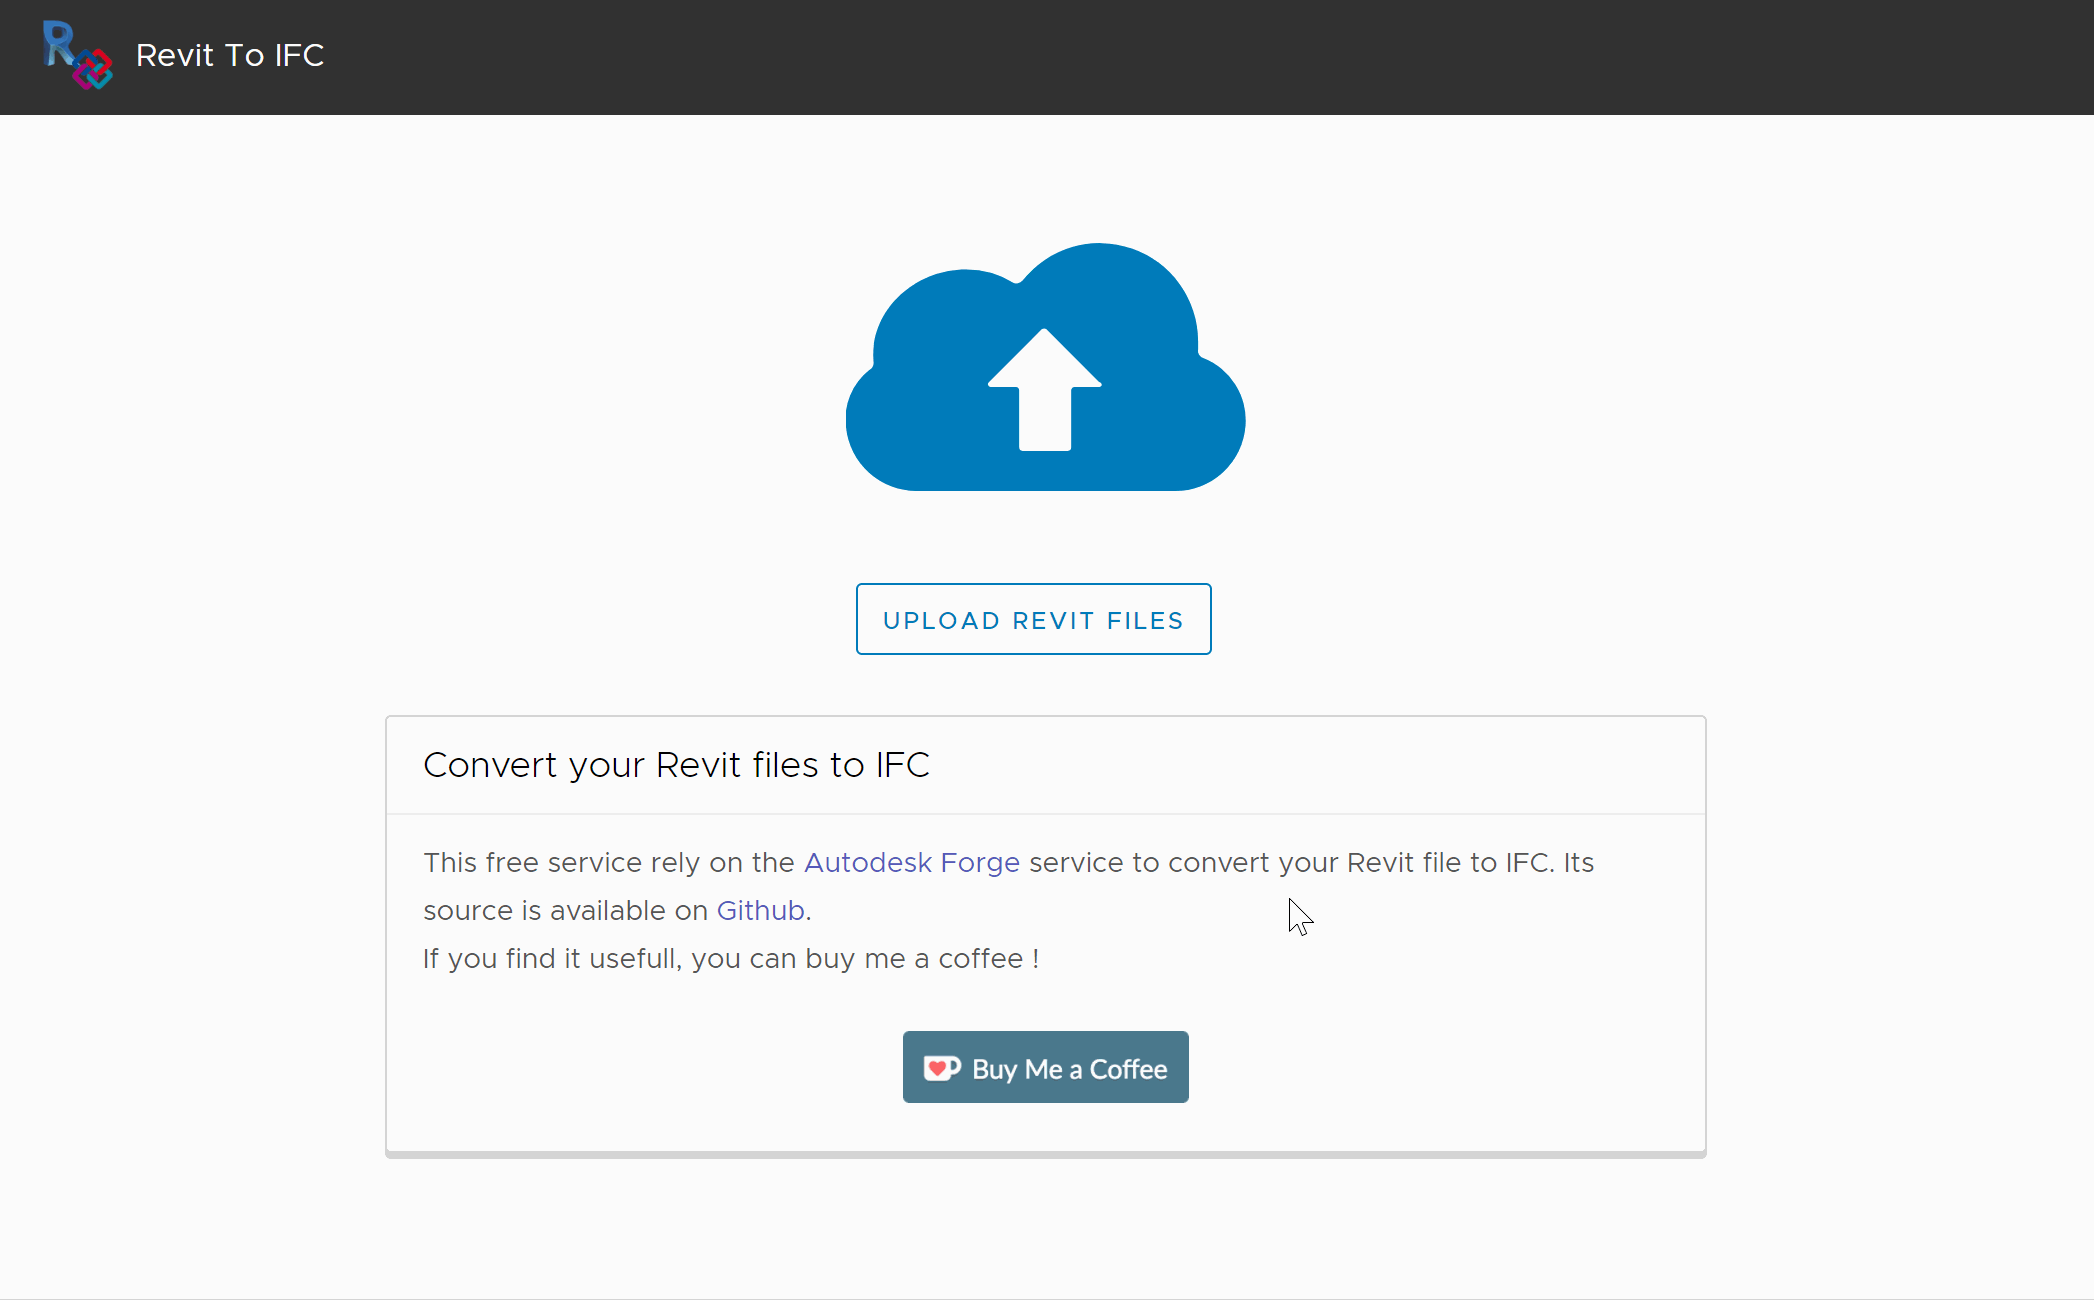 Revit To IFC
UPLOAD REVIT FILES
Convert your Revit files to IFC
This free service rely on the Autodesk Forge service to convert your Revit file to IFC. Its
source is available on Github.
If you find it usefull, you can buy me a coffee !
Buy Me a Coffee